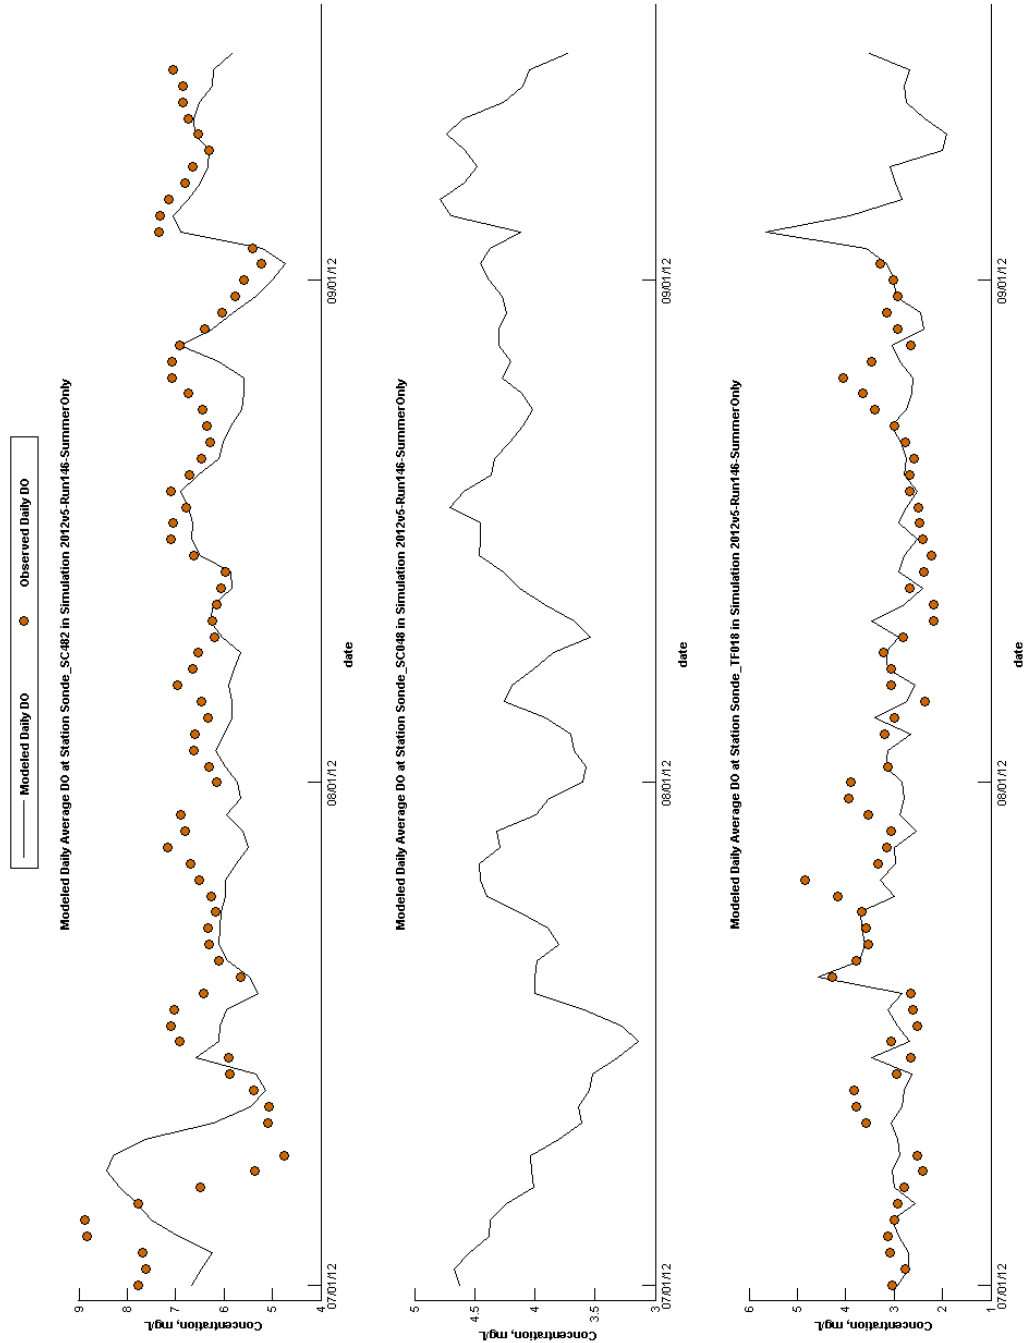 Modeled Daily DO
Observed Daily DO
Modeled Daily Average DO at Station Sonde_SC482 in Simulation 2012v5-Run146-SummerOnly
Concentration, mg/L
9
8
7
6
5
4
07/01/12
08/01/12
09/01/12
date
Modeled Daily Average DO at Station Sonde_SC048 in Simulation 2012v5-Run146-SummerOnly
Concentration, mg/L
5
4.5
4
3.5
3
07/01/12
08/01/12
09/01/12
date
Modeled Daily Average DO at Station Sonde_TF018 in Simulation 2012v5-Run146-SummerOnly
Concentration, mg/L
6
5
4
3
2
1
07/01/12
08/01/12
09/01/12
date